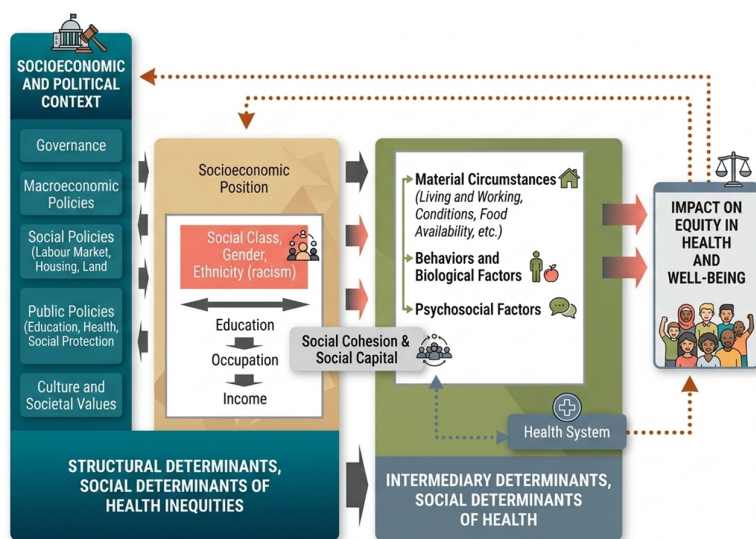 SOCIOECONOMIC
AND POLITICAL
CONTEXT
Governance
Macroeconomic
Policies
Social Policies
(Labour Market,
Housing, Land
Public Policies
(Education, Health,
Social Protection
Culture and
Societal Values
Socioeconomic
Position
Social Class,
Gender,
Ethnicity (racism)
Education
Occupation
Income
Social Cohesion &
Social Capital
Material Circumstances
(Living and Working,
Conditions, Food
Availability, etc.)
Behaviors and
Biological Factors
Psychosocial Factors
Health System
IMPACT ON
EQUITY IN
HEALTH
AND
WELL-BEING
STRUCTURAL DETERMINANTS,
SOCIAL DETERMINANTS OF
HEALTH INEQUITIES
INTERMEDIARY DETERMINANTS,
SOCIAL DETERMINANTS
OF HEALTH